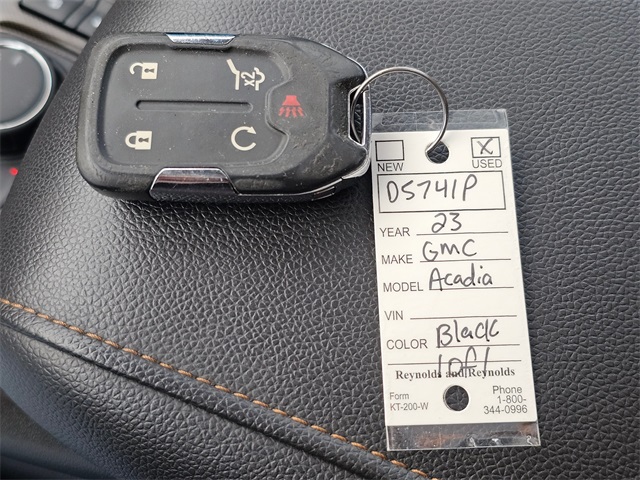 x2
X
NEW USED
D5741P
YEAR 23
MAKE GMC
MODEL Acadia
VIN
COLOR Black
1 of 1
Reynolds and Reynolds
Form
KT-200-W
Phone
1-800-
344-0996